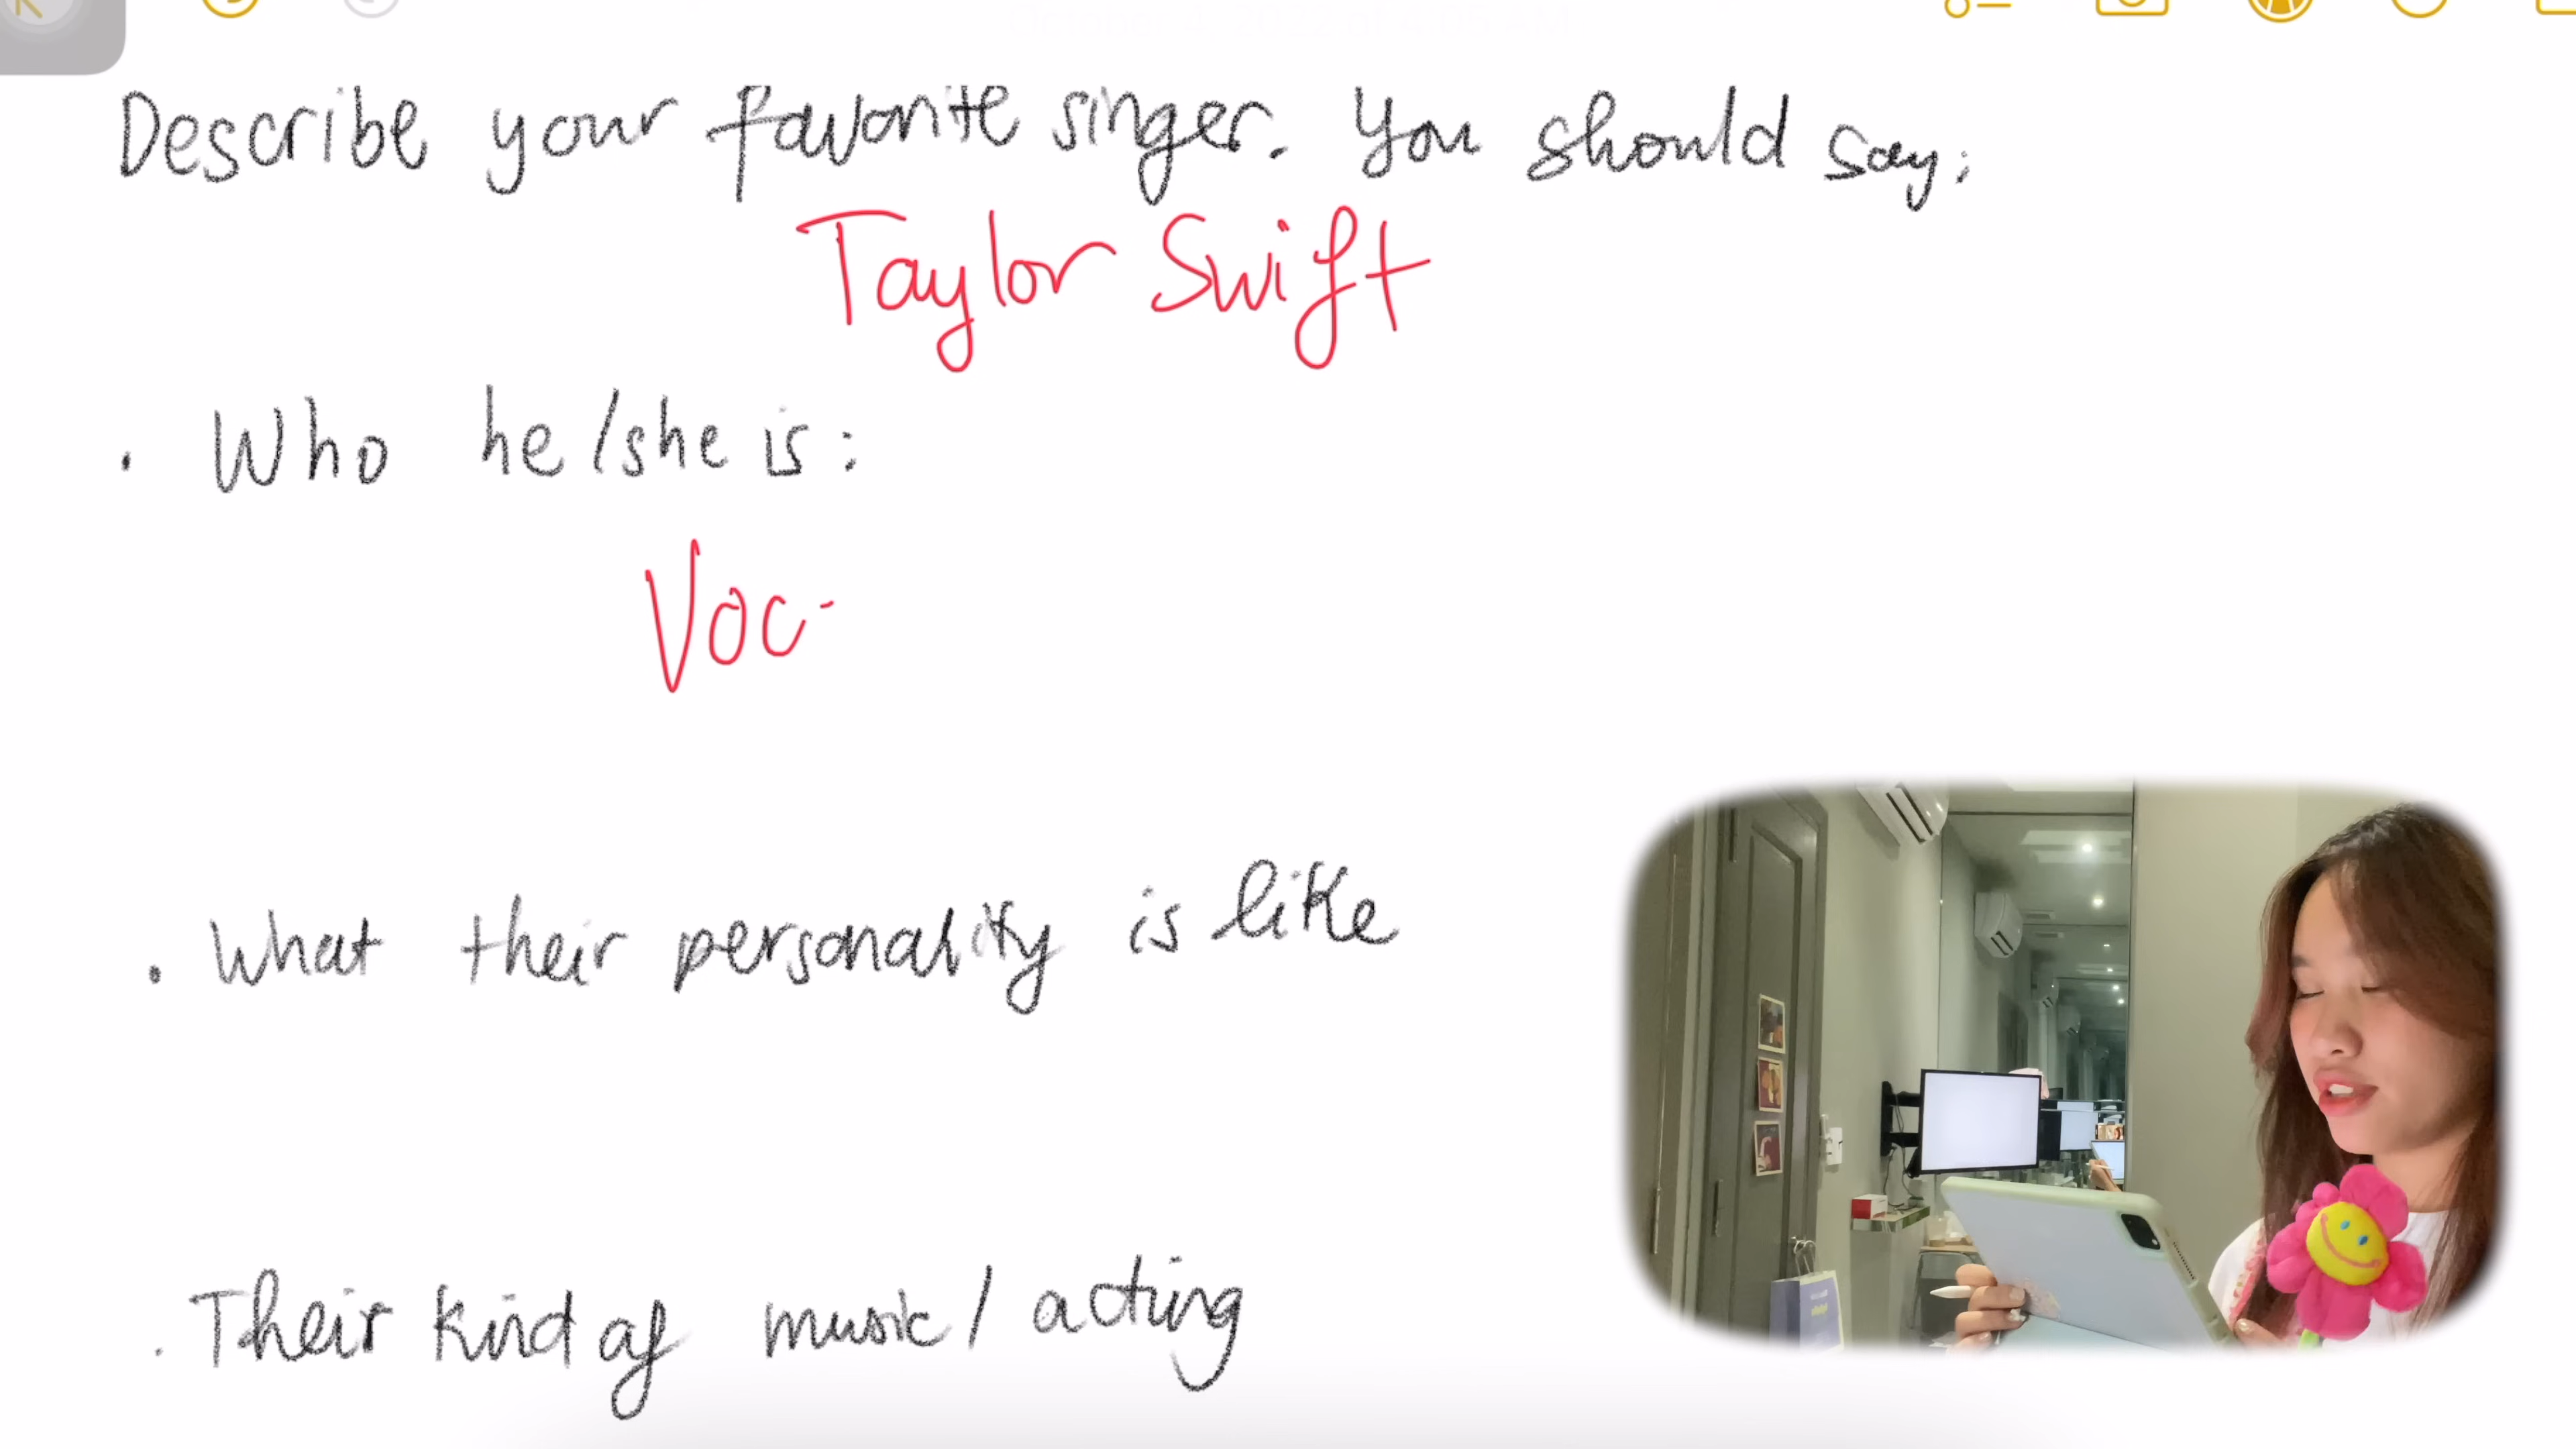 Describe your favorite singer. You should say:
Taylor Swift
. Who he/she is:
Voc-
. What their personality is like
. Their kind of music/ acting